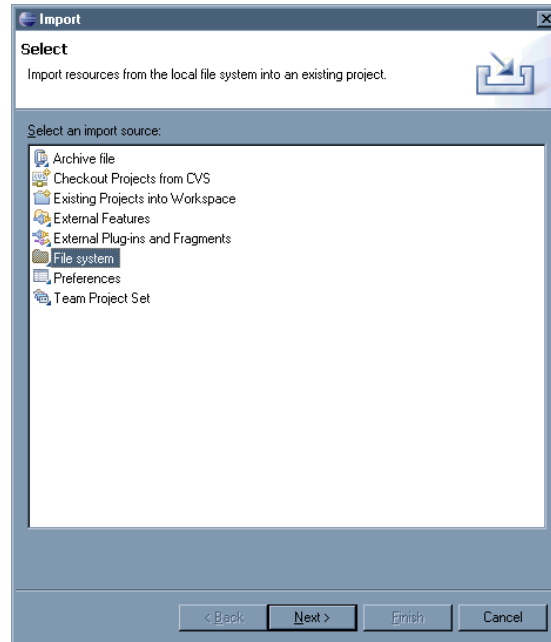 Import
Select
Import resources from the local file system into an existing project.
Select an import source:
Archive file
Checkout Projects from CVS
Existing Projects into Workspace
External Features
External Plug-ins and Fragments
File system
Preferences
Team Project Set
< Back Next > Finish Cancel